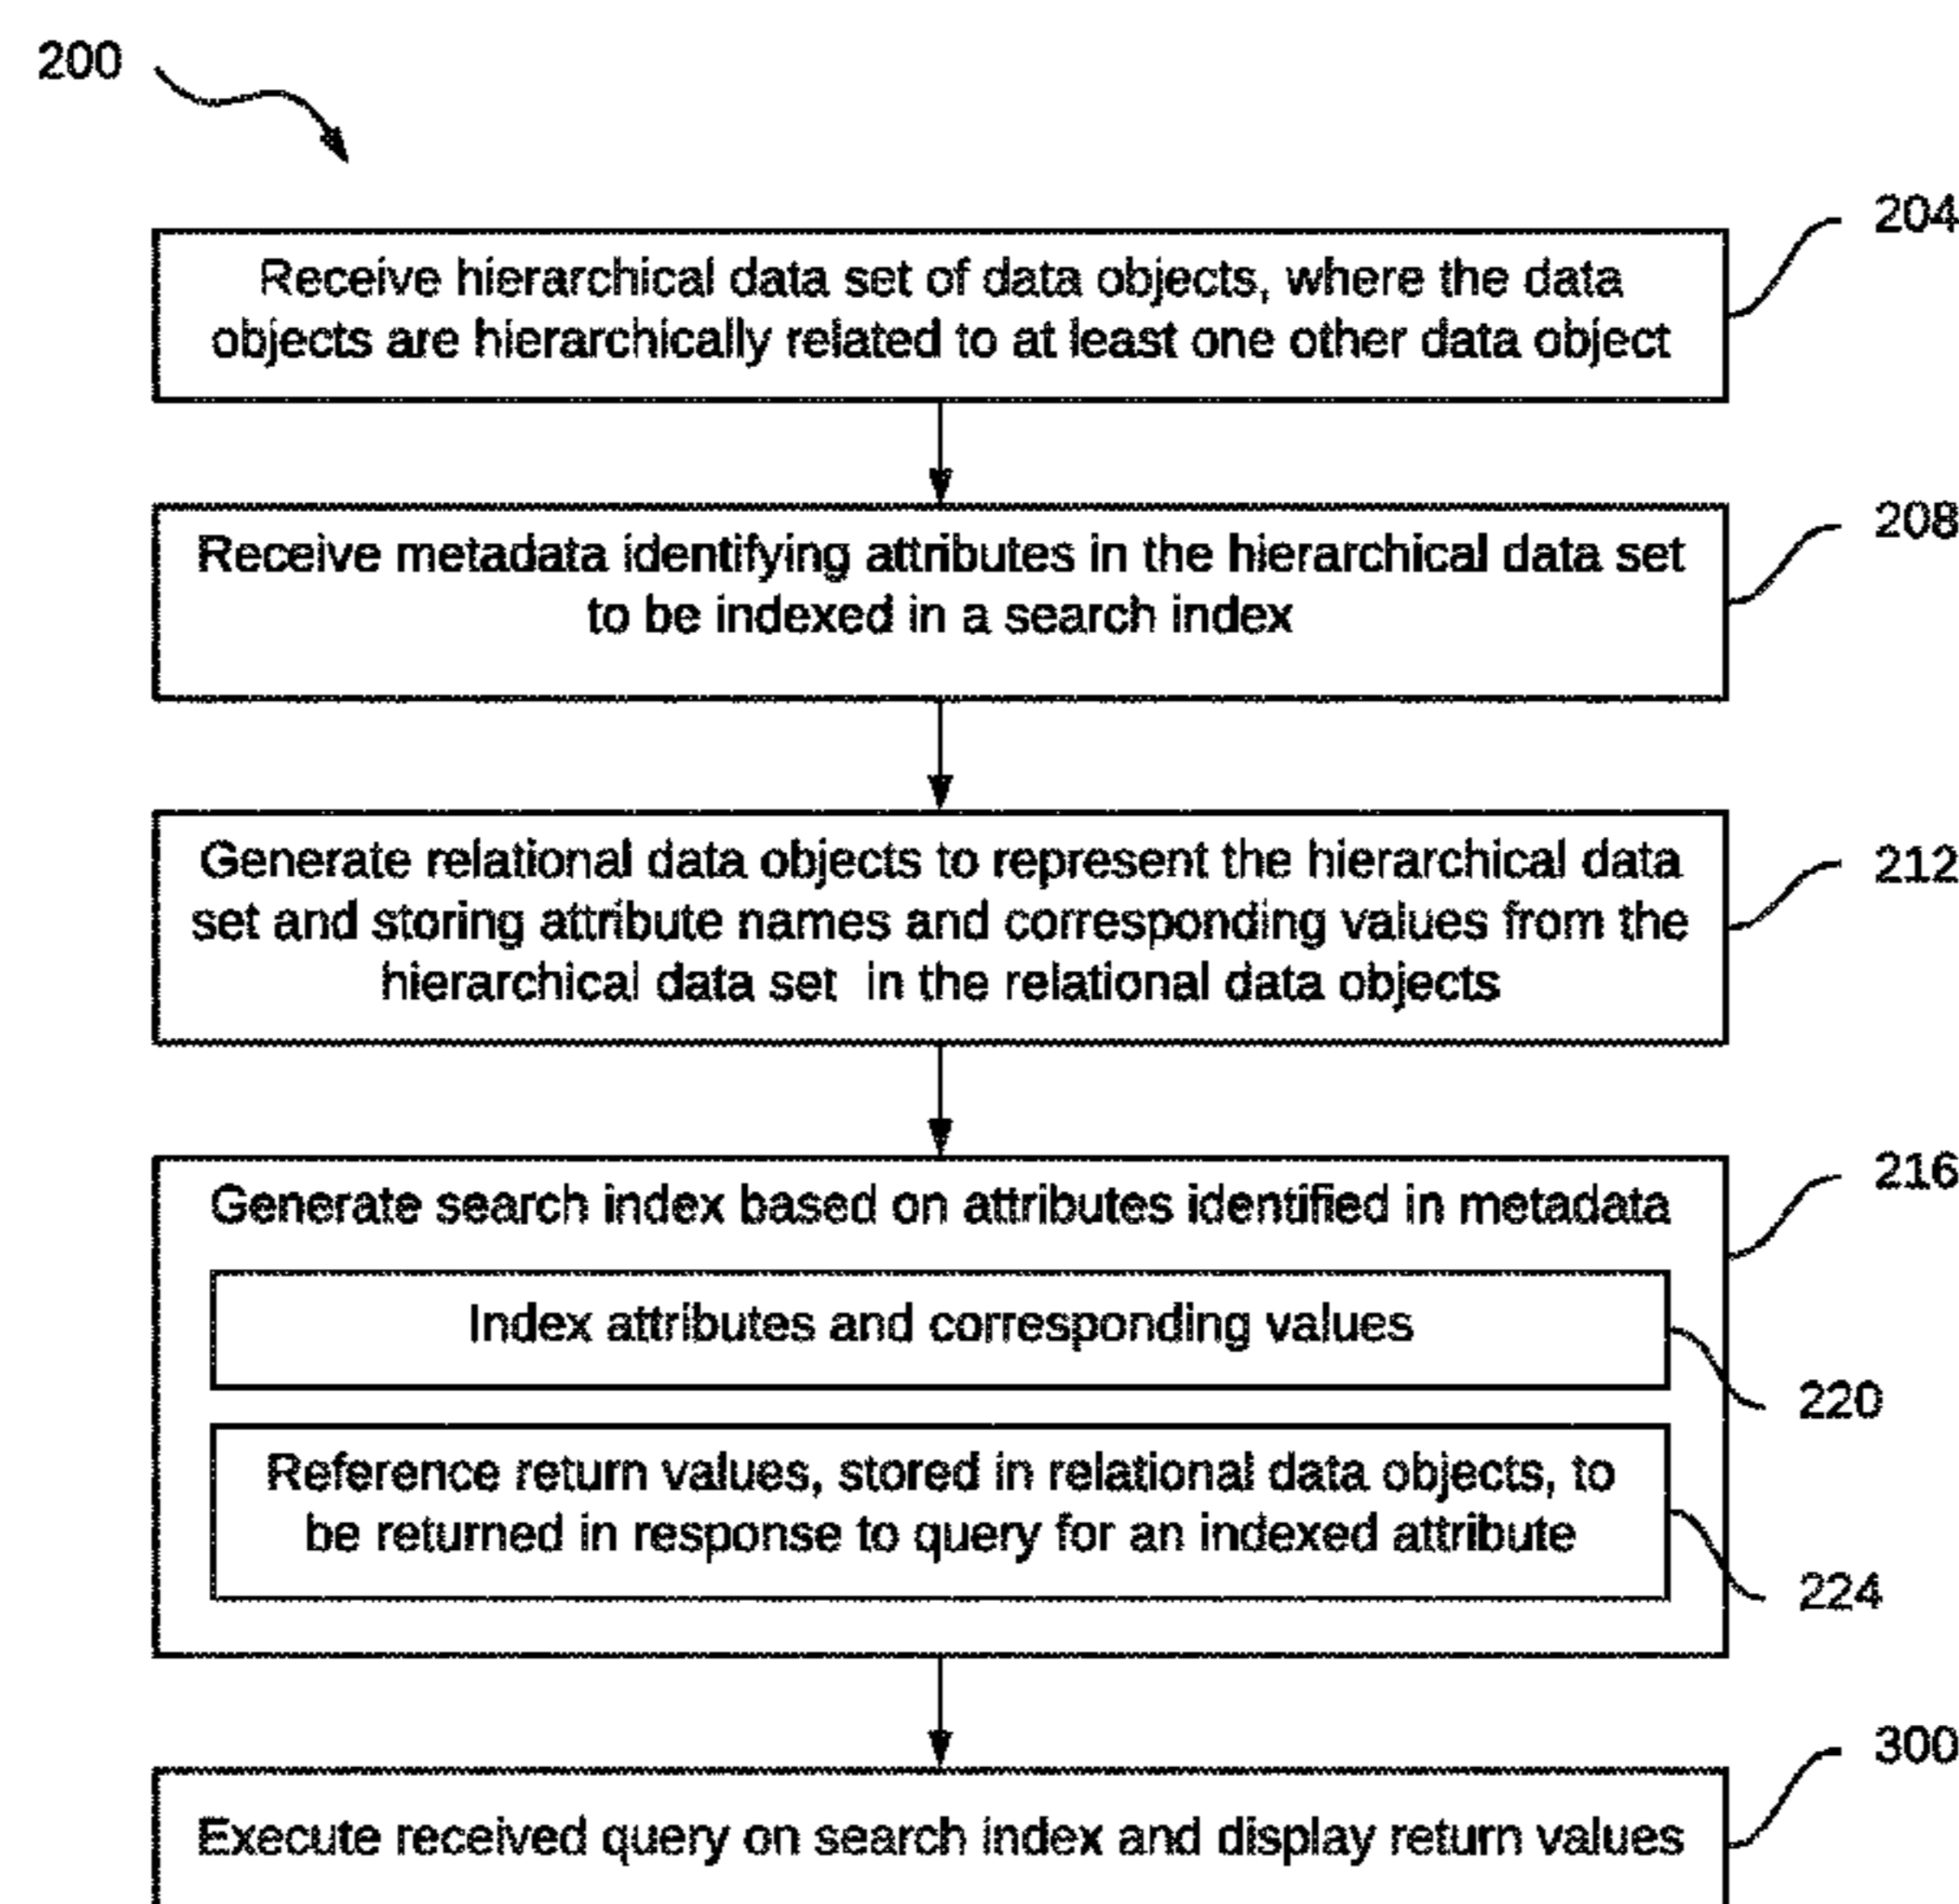 200
204
Receive hierarchical data set of data objects, where the data
objects are hierarchically related to at least one other data object
208
Receive metadata identifying attributes in the hierarchical data set
to be indexed in a search index
212
Generate relational data objects to represent the hierarchical data
set and storing attribute names and corresponding values from the
hierarchical data set in the relational data objects
216
Generate search index based on attributes identified in metadata
Index attributes and corresponding values
220
Reference return values, stored in relational data objects, to
be returned in response to query for an indexed attribute
224
300
Execute received query on search index and display return values